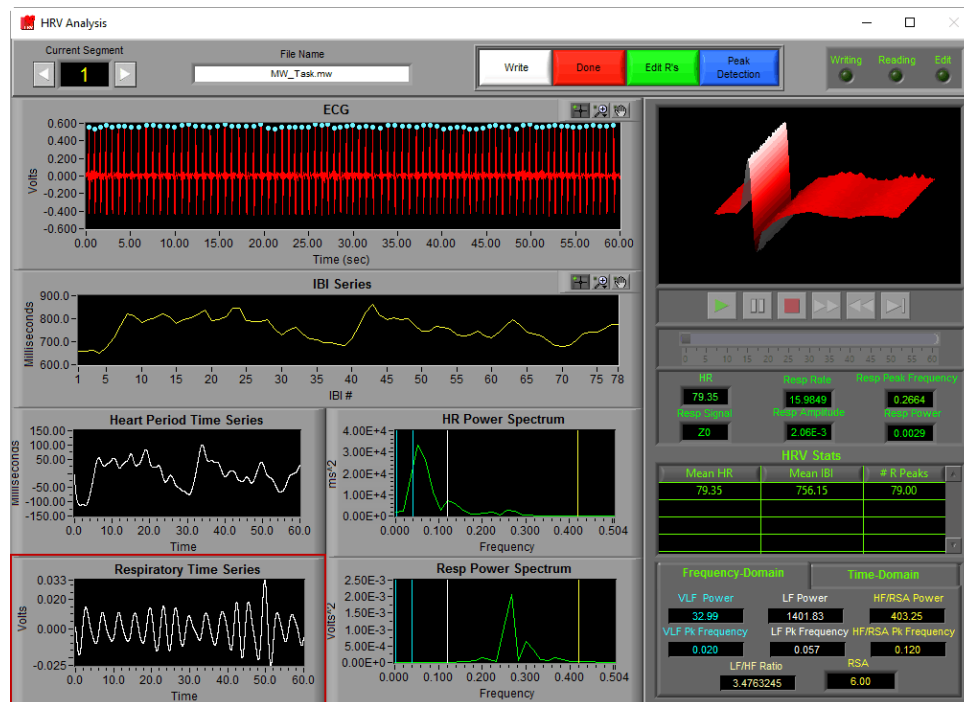 HRV Analysis
Current Segment
1
File Name
MW_Task.mw
Write
Done
Edit R's
Peak Detection
Writing Reading Edit
ECG
Volts
0.600
0.400
0.200
0.000
-0.200
-0.400
-0.600
0.00 5.00 10.00 15.00 20.00 25.00 30.00 35.00 40.00 45.00 50.00 55.00 60.00
Time (sec)
IBI Series
Milliseconds
900.0
800.0
700.0
600.0
1 5 10 15 20 25 30 35 40 45 50 55 60 65 70 75 78
IBI #
Heart Period Time Series
Milliseconds
150.00
100.00
50.00
0.00
-50.00
-100.00
-150.00
0.0 10.0 20.0 30.0 40.0 50.0 60.0
Time
HR Power Spectrum
ms^2
4.00E+4
3.00E+4
2.00E+4
1.00E+4
0.00E+0
0.000 0.100 0.200 0.300 0.400 0.504
Frequency
Respiratory Time Series
Volts
0.033
0.020
0.000
-0.025
0.0 10.0 20.0 30.0 40.0 50.0 60.0
Time
Resp Power Spectrum
Volts^2
2.50E-3
2.00E-3
1.50E-3
1.00E-3
5.00E-4
0.00E+0
0.000 0.100 0.200 0.300 0.400 0.504
Frequency
0 5 10 15 20 25 30 35 40 45 50 55 60
HR Resp Rate Resp Peak Frequency
79.35 15.9849 0.2664
Resp Signal Resp Amplitude Resp Power
Z0 2.06E-3 0.0029
HRV Stats
Mean HR Mean IBI # R Peaks
79.35 756.15 79.00
Frequency-Domain Time-Domain
VLF Power LF Power HF/RSA Power
32.99 1401.83 403.25
VLF Pk Frequency LF Pk Frequency HF/RSA Pk Frequency
0.020 0.057 0.120
LF/HF Ratio RSA
3.4763245 6.00